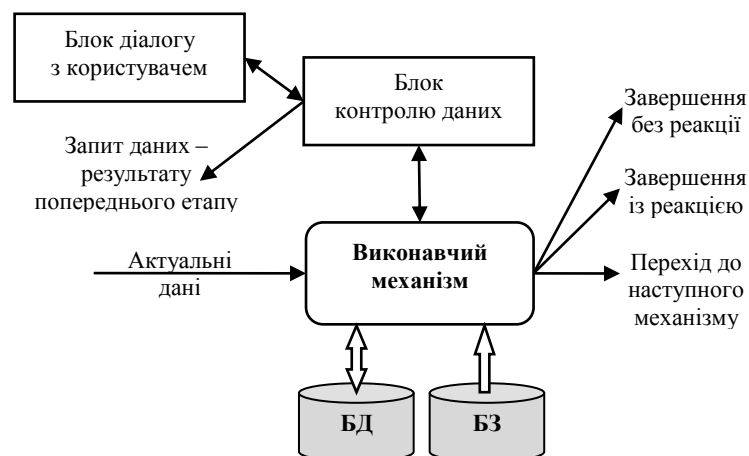 Блок діалогу
з користувачем
Блок
контролю даних
Запит даних –
результату
попереднього етапу
Завершення
без реакції
Завершення
із реакцією
Актуальні
дані
Виконавчий
механізм
Перехід до
наступного
механізму
БД
БЗ